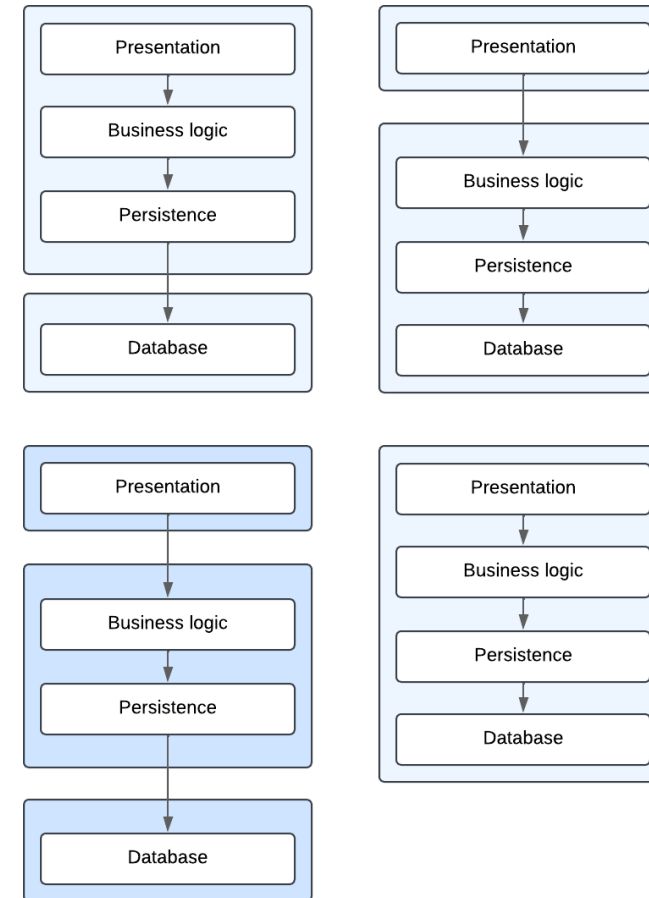 Presentation
Business logic
Persistence
Database
Presentation
Business logic
Persistence
Database
Presentation
Business logic
Persistence
Database
Presentation
Business logic
Persistence
Database